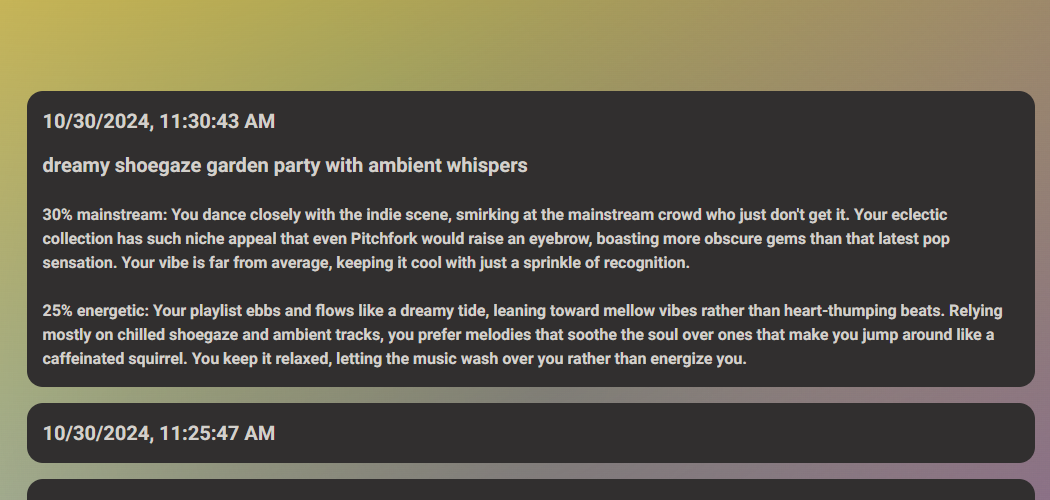 10/30/2024, 11:30:43 AM
dreamy shoegaze garden party with ambient whispers
30% mainstream: You dance closely with the indie scene, smirking at the mainstream crowd who just don't get it. Your eclectic
collection has such niche appeal that even Pitchfork would raise an eyebrow, boasting more obscure gems than that latest pop
sensation. Your vibe is far from average, keeping it cool with just a sprinkle of recognition.
25% energetic: Your playlist ebbs and flows like a dreamy tide, leaning toward mellow vibes rather than heart-thumping beats. Relying
mostly on chilled shoegaze and ambient tracks, you prefer melodies that soothe the soul over ones that make you jump around like a
caffeinated squirrel. You keep it relaxed, letting the music wash over you rather than energize you.
10/30/2024, 11:25:47 AM